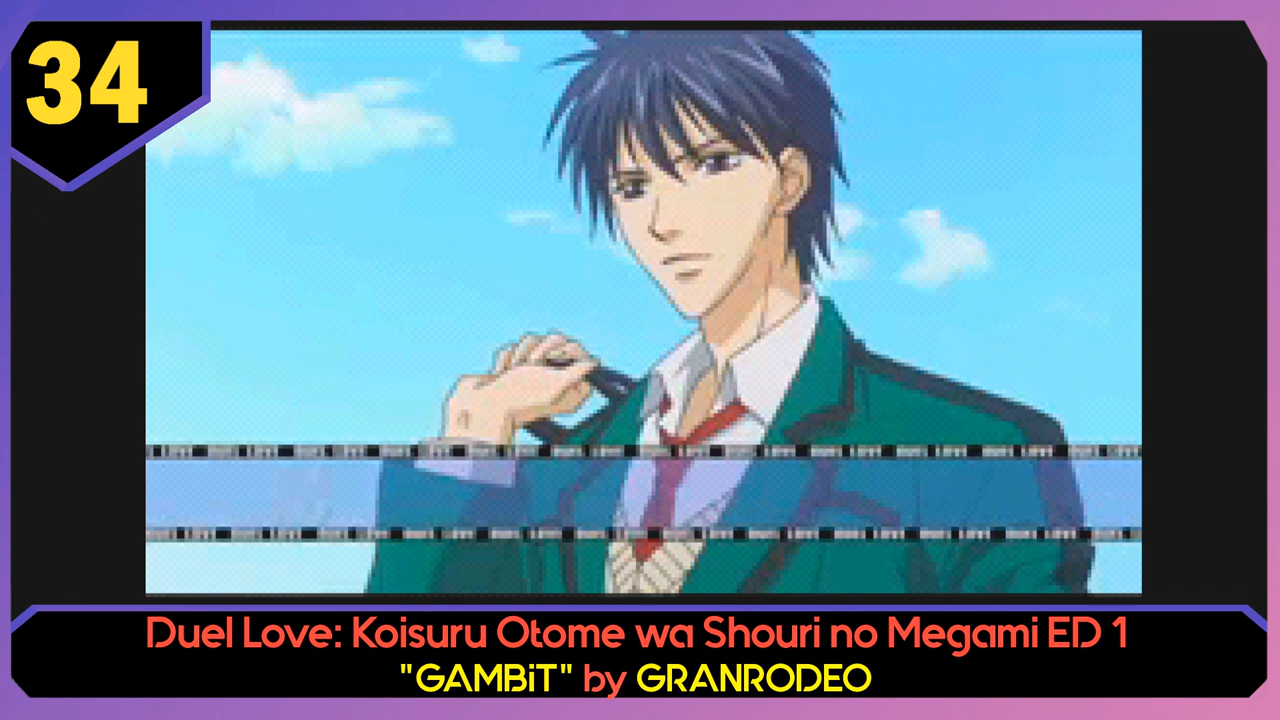 34
Duel Love: Koisuru Otome wa Shouri no Megami ED 1
"GAMBiT" by GRANRODEO